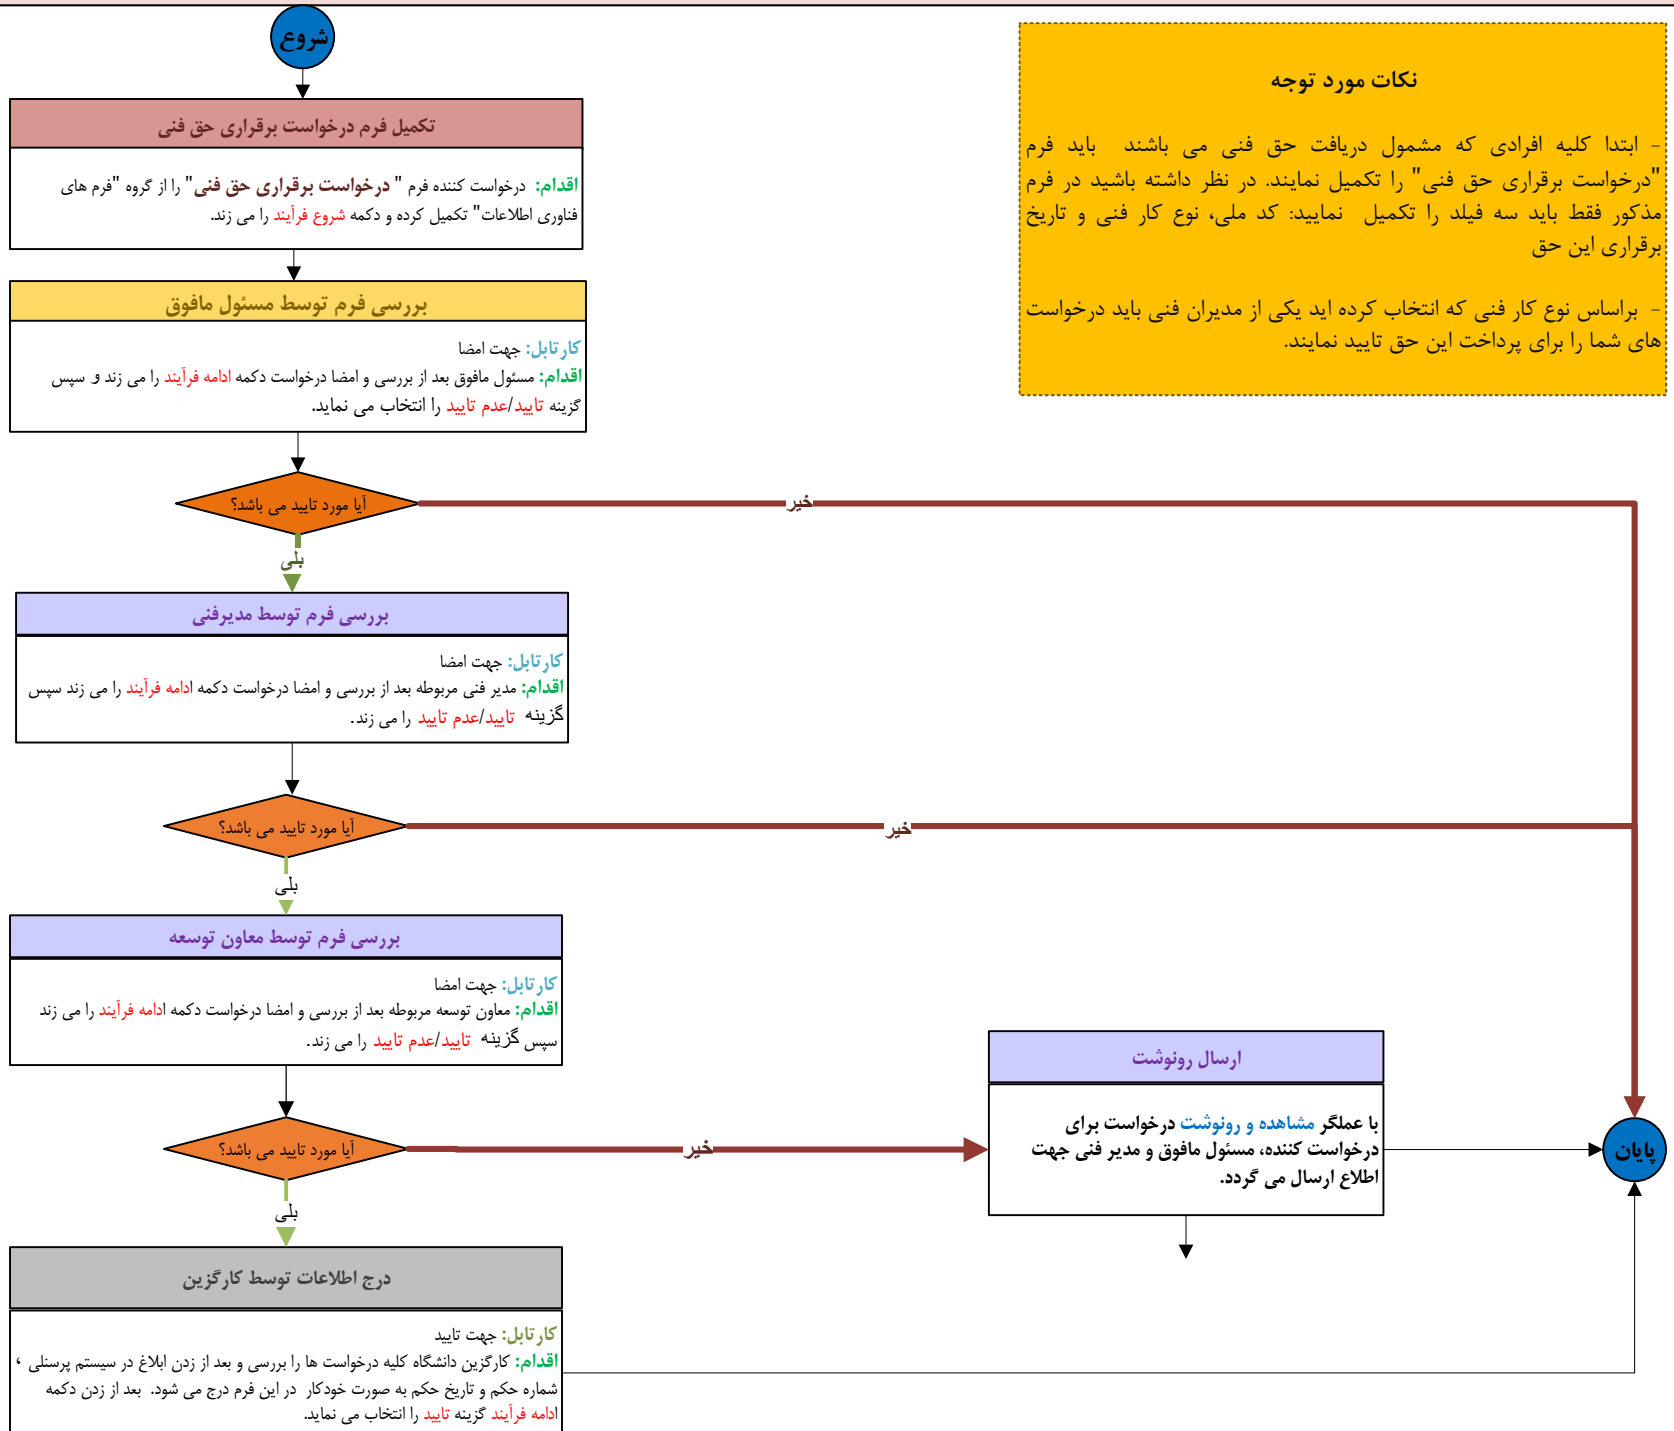 شروع
نکات مورد توجه
- ابتدا کلیه افرادی که مشمول دریافت حق فنی می باشند باید فرم
"درخواست برقراری حق فنی" را تکمیل نمایند. در نظر داشته باشید در فرم
مذکور فقط باید سه فیلد را تکمیل نمایید: کد ملی، نوع کار فنی و تاریخ
برقراری این حق
- براساس نوع کار فنی که انتخاب کرده اید یکی از مدیران فنی باید درخواست
های شما را برای پرداخت این حق تایید نمایند.
تکمیل فرم درخواست برقراری حق فنی
اقدام: درخواست کننده فرم " درخواست برقراری حق فنی" را از گروه "فرم های
فناوری اطلاعات" تکمیل کرده و دکمه شروع فرآیند را می زند.
بررسی فرم توسط مسئول مافوق
کارتابل: جهت امضا
اقدام: مسئول مافوق بعد از بررسی و امضا درخواست دکمه ادامه فرآیند را می زند و سپس
گزینه تایید/عدم تایید را انتخاب می نماید.
آیا مورد تایید می باشد؟
خیر
بلی
بررسی فرم توسط مدیرفنی
کارتابل: جهت امضا
اقدام: مدیر فنی مربوطه بعد از بررسی و امضا درخواست دکمه ادامه فرآیند را می زند سپس
گزینه تایید/عدم تایید را می زند.
آیا مورد تایید می باشد؟
خیر
بلی
بررسی فرم توسط معاون توسعه
کارتابل: جهت امضا
اقدام: معاون توسعه مربوطه بعد از بررسی و امضا درخواست دکمه ادامه فرآیند را می زند
سپس گزینه تایید/عدم تایید را می زند.
آیا مورد تایید می باشد؟
خیر
بلی
ارسال رونوشت
با عملگر مشاهده و رونوشت درخواست برای
درخواست کننده، مسئول مافوق و مدیر فنی جهت
اطلاع ارسال می گردد.
پایان
درج اطلاعات توسط کارگزین
کارتابل: جهت تایید
اقدام: کارگزین دانشگاه کلیه درخواست ها را بررسی و بعد از زدن ابلاغ در سیستم پرسنلی ،
شماره حکم و تاریخ حکم به صورت خودکار در این فرم درج می شود. بعد از زدن دکمه
ادامه فرآیند گزینه تایید را انتخاب می نماید.